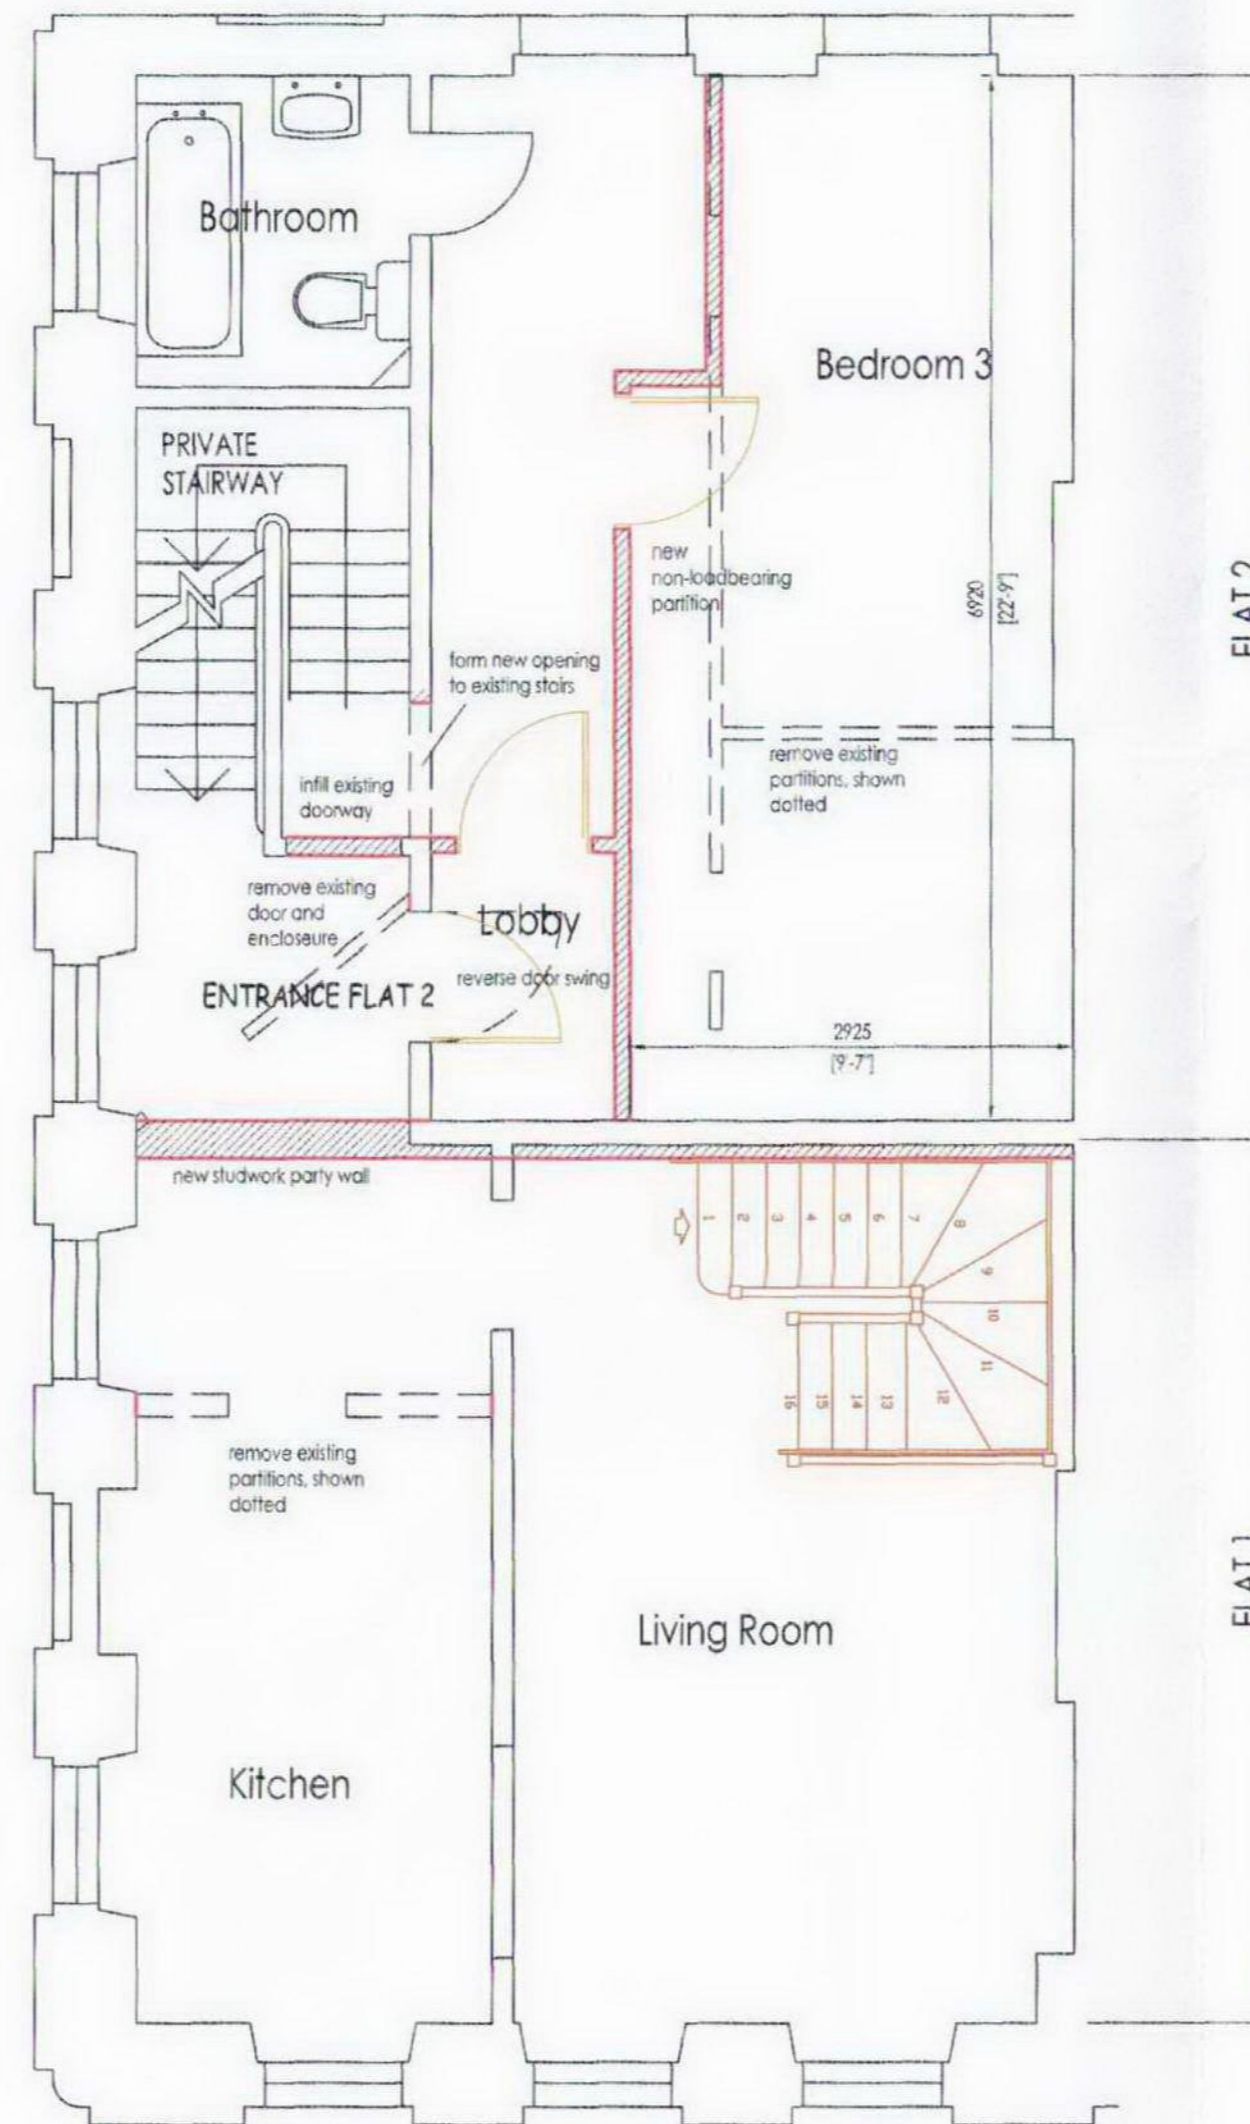 Bathroom
Bedroom 3
PRIVATE
STAIRWAY
new
non-loadbearing
partition
6920
[22'-9"]
FLAT 2
form new opening
to existing stairs
infill existing
doorway
remove existing
partitions, shown
dotted
remove existing
door and
encloseure
Lobby
reverse door swing
ENTRANCE FLAT 2
2925
[9'-7"]
new studwork party wall
1
2
3
4
5
6
7
8
9
10
11
12
13
14
15
16
remove existing
partitions, shown
dotted
Living Room
FLAT 1
Kitchen